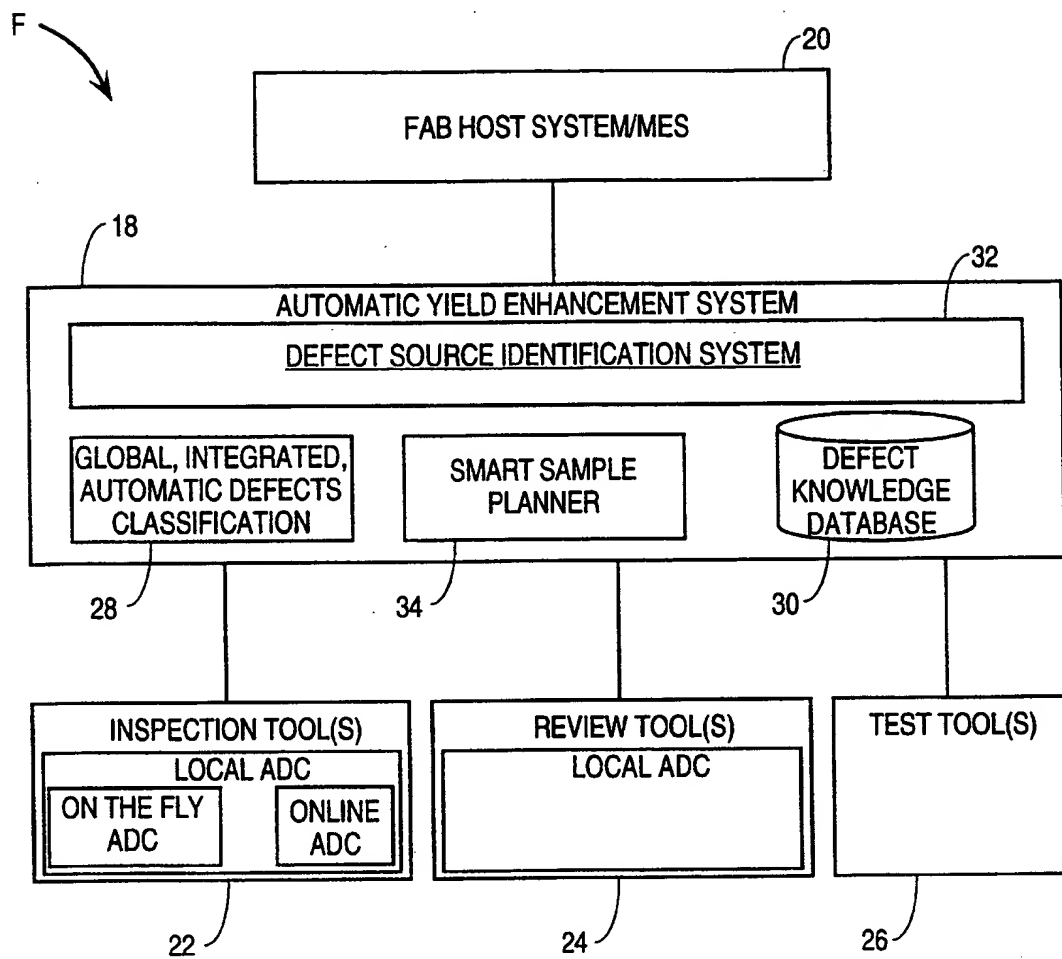 F
20
FAB HOST SYSTEM/MES
18
32
AUTOMATIC YIELD ENHANCEMENT SYSTEM
DEFECT SOURCE IDENTIFICATION SYSTEM
GLOBAL, INTEGRATED,
AUTOMATIC DEFECTS
CLASSIFICATION
SMART SAMPLE
PLANNER
DEFECT
KNOWLEDGE
DATABASE
28
34
30
INSPECTION TOOL(S)
LOCAL ADC
ON THE FLY
ADC
ONLINE
ADC
REVIEW TOOL(S)
LOCAL ADC
TEST TOOL(S)
22
24
26